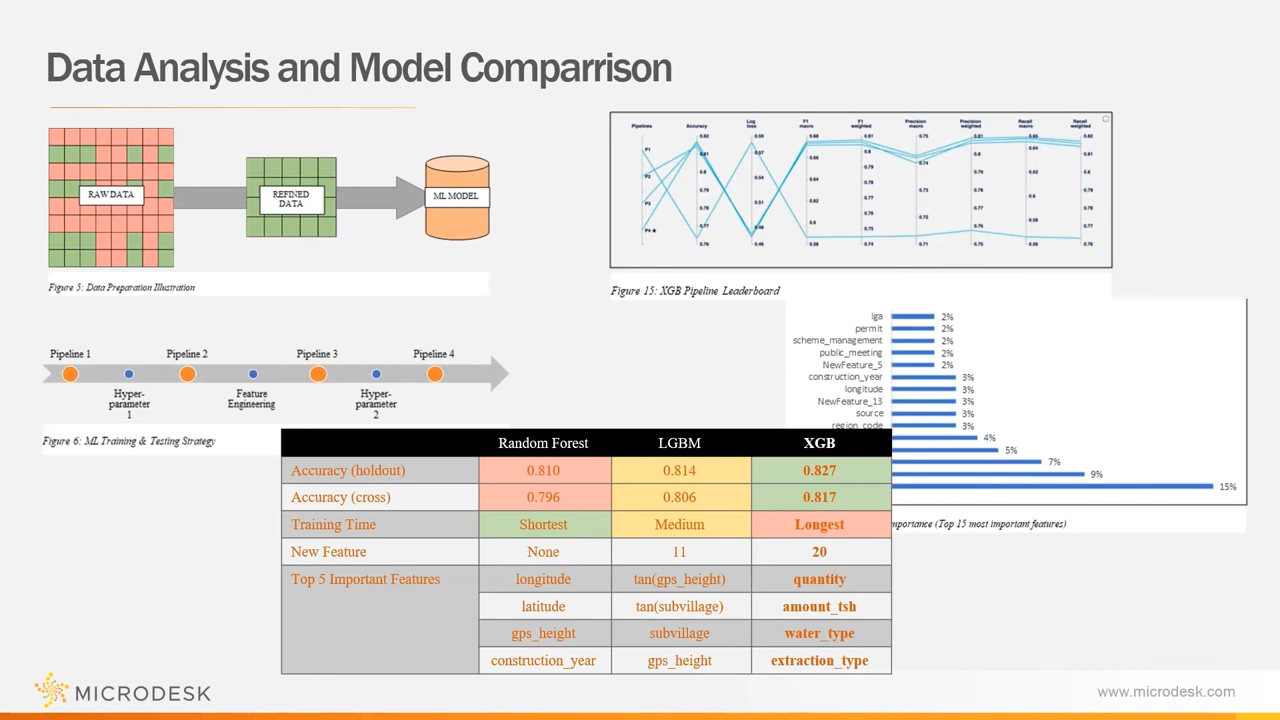 Data Analysis and Model Comparrison
RAW DATA
REFINED
DATA
ML MODEL
Figure 5: Data Preparation Illustration
Pipeline 1
Pipeline 2
Pipeline 3
Pipeline 4
Hyper-
parameter
1
Feature
Engineering
Hyper-
parameter
2
Figure 6: ML Training & Testing Strategy
Pipelines
Accuracy
Log
loss
F1
macro
F1
weighted
Precision
macro
Precision
weighted
Recall
macro
Recall
weighted
P1
P2
P3
P4
Figure 15: XGB Pipeline Leaderboard
lga 2%
permit 2%
scheme_management 2%
public_meeting 2%
NewFeature_5 2%
construction_year 3%
longitude 3%
NewFeature_13 3%
source 3%
region_code 3%
4%
5%
7%
9%
15%
mportance (Top 15 most important features)
Random Forest LGBM XGB
Accuracy (holdout) 0.810 0.814 0.827
Accuracy (cross) 0.796 0.806 0.817
Training Time Shortest Medium Longest
New Feature None 11 20
Top 5 Important Features longitude tan(gps_height) quantity
latitude tan(subvillage) amount_tsh
gps_height subvillage water_type
construction_year gps_height extraction_type
MICRODESK
www.microdesk.com